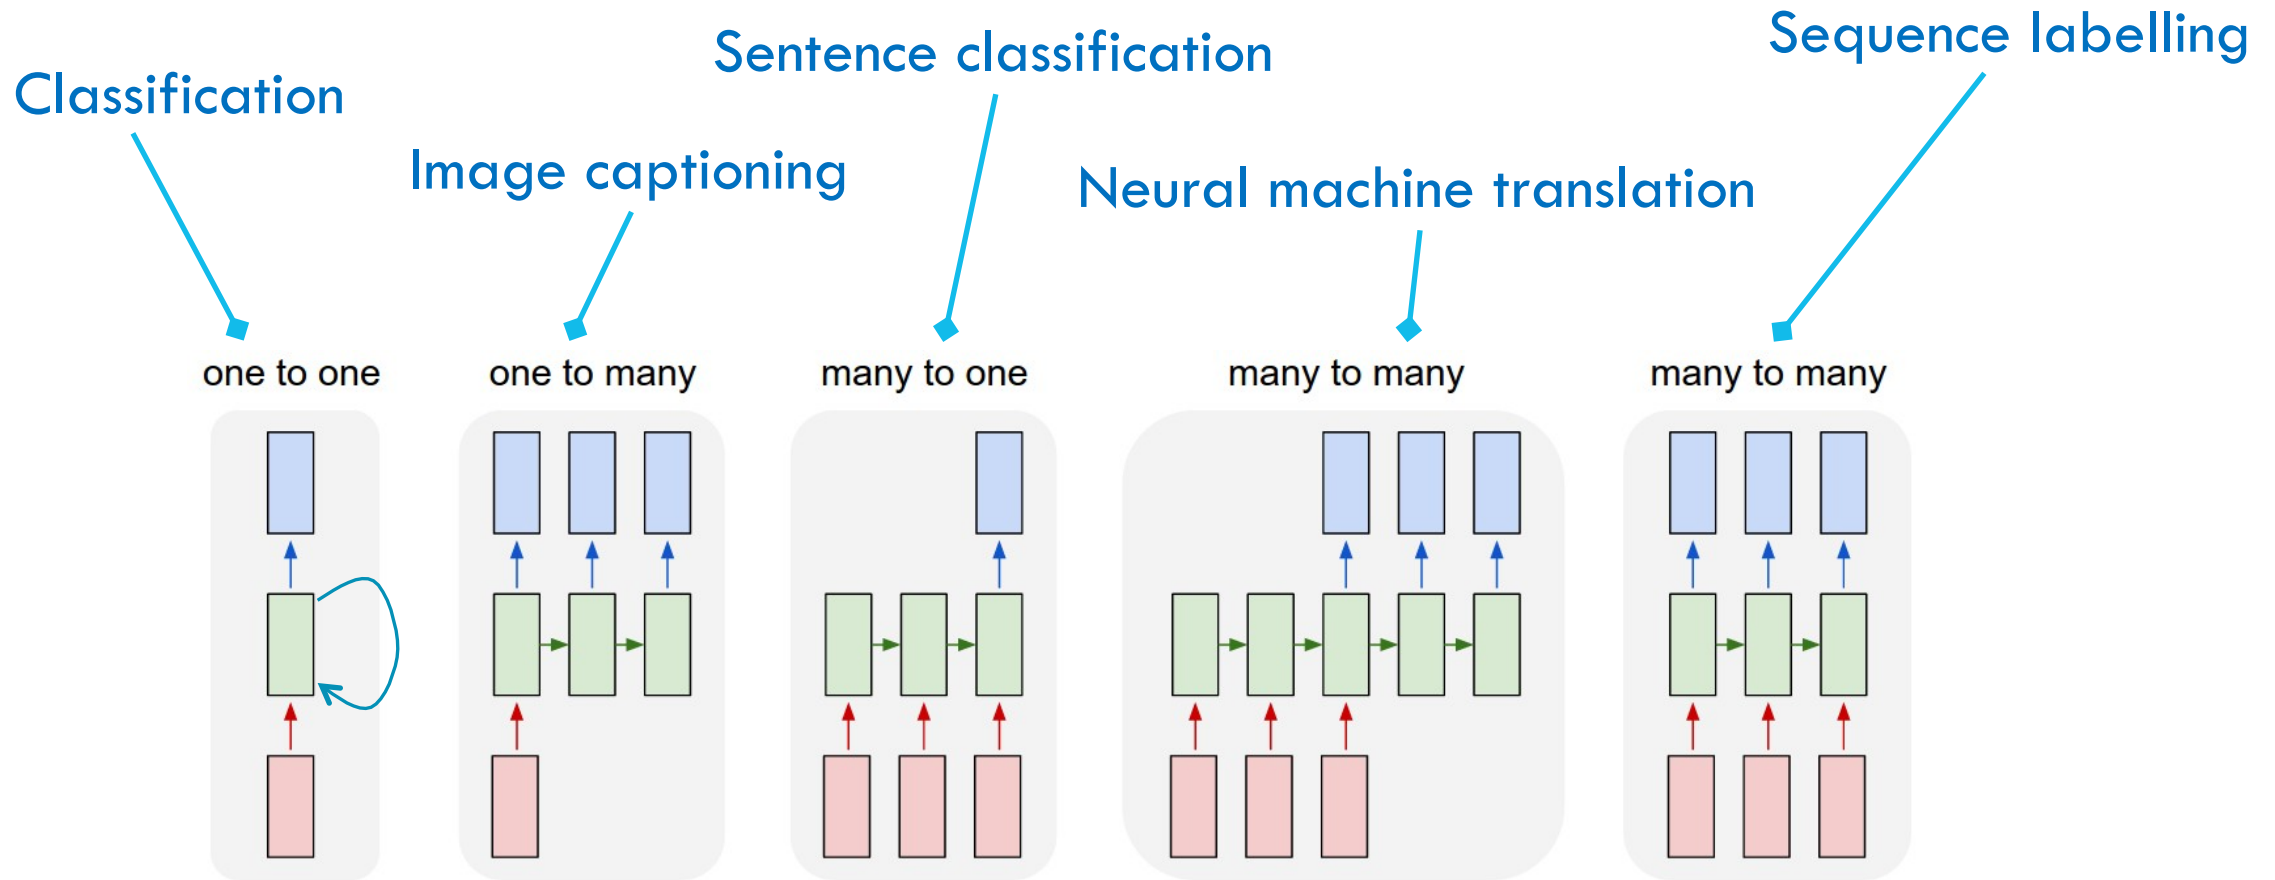 Classification
Image captioning
Sentence classification
Neural machine translation
Sequence labelling
one to one
one to many
many to one
many to many
many to many